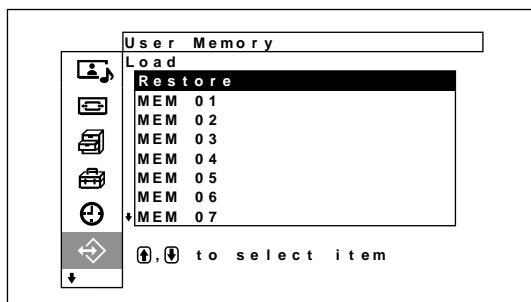 User Memory
Load
Restore
MEM 01
MEM 02
MEM 03
MEM 04
MEM 05
MEM 06
MEM 07
, to select item